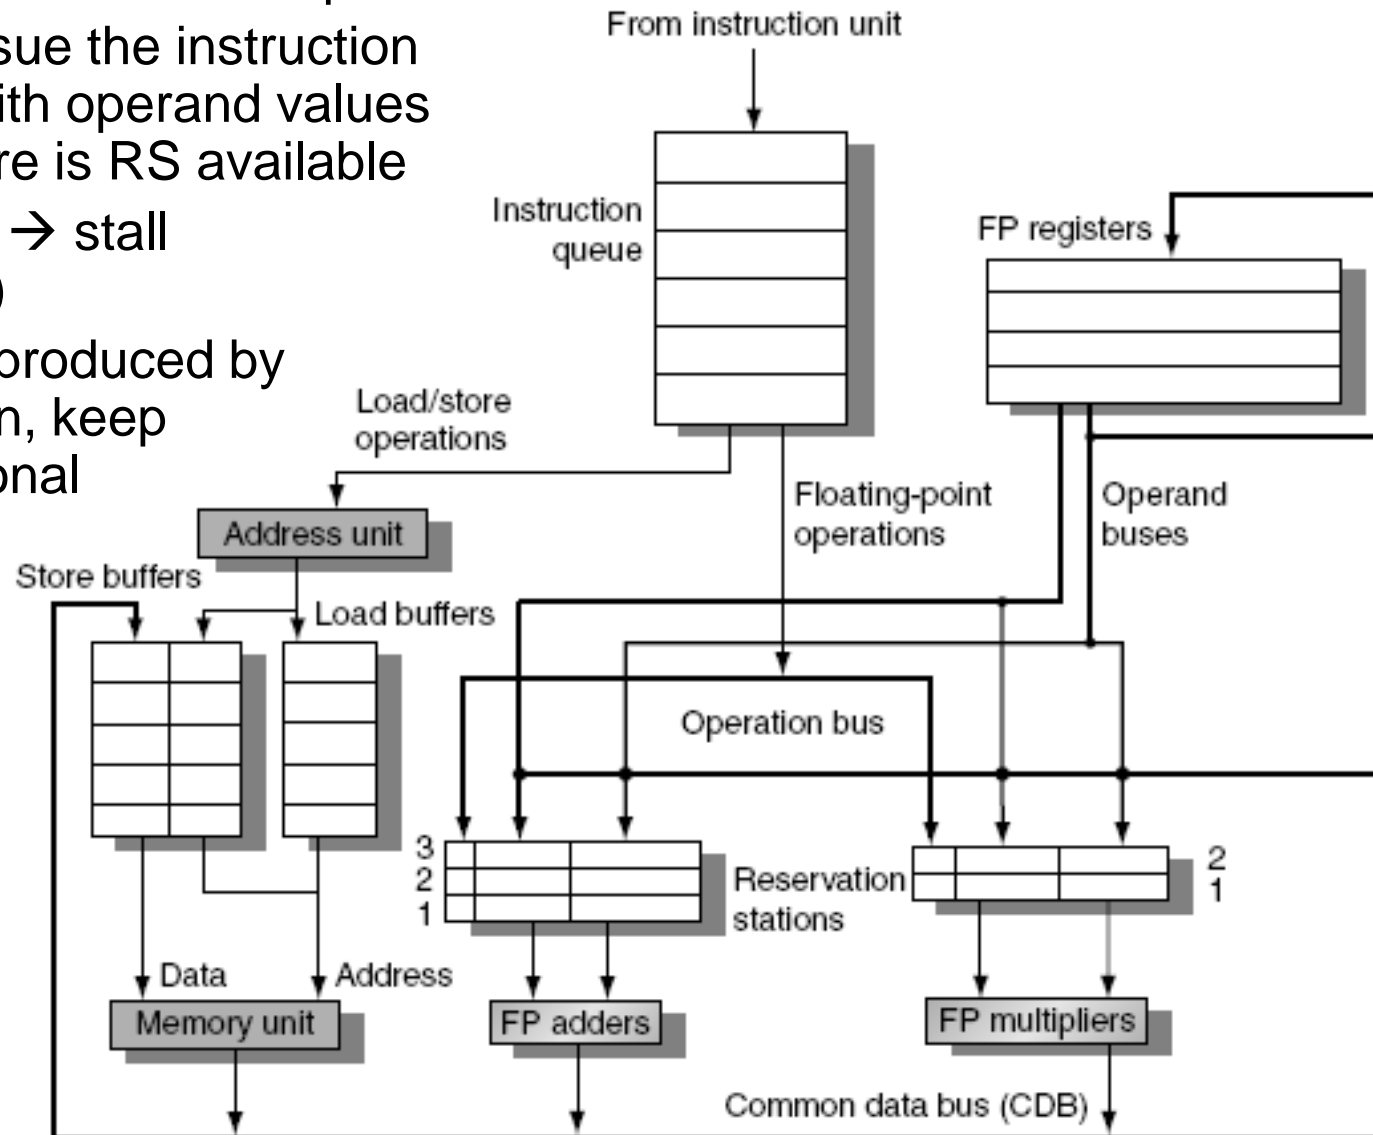 sue the instruction
ith operand values
re is RS available
→ stall
)
produced by
n, keep
onal
From instruction unit
Instruction
queue
FP registers
Load/store
operations
Floating-point
operations
Operand
buses
Address unit
Store buffers
Load buffers
Operation bus
3
2
1
Reservation
stations
2
1
Data
Address
Memory unit
FP adders
FP multipliers
Common data bus (CDB)